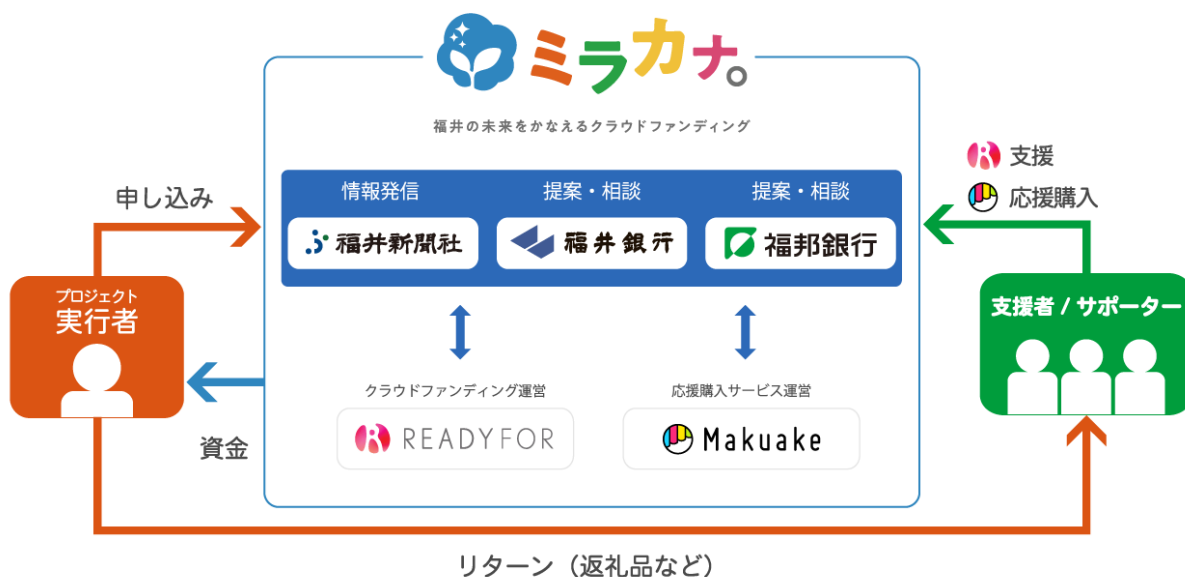 ミラカナ。
福井の未来をかなえるクラウドファンディング
支援
応援購入
申し込み
情報発信
提案・相談
提案・相談
福井新聞社
福井銀行
福邦銀行
プロジェクト
実行者
支援者 / サポーター
クラウドファンディング運営
応援購入サービス運営
READYFOR
Makuake
資金
リターン（返礼品など）